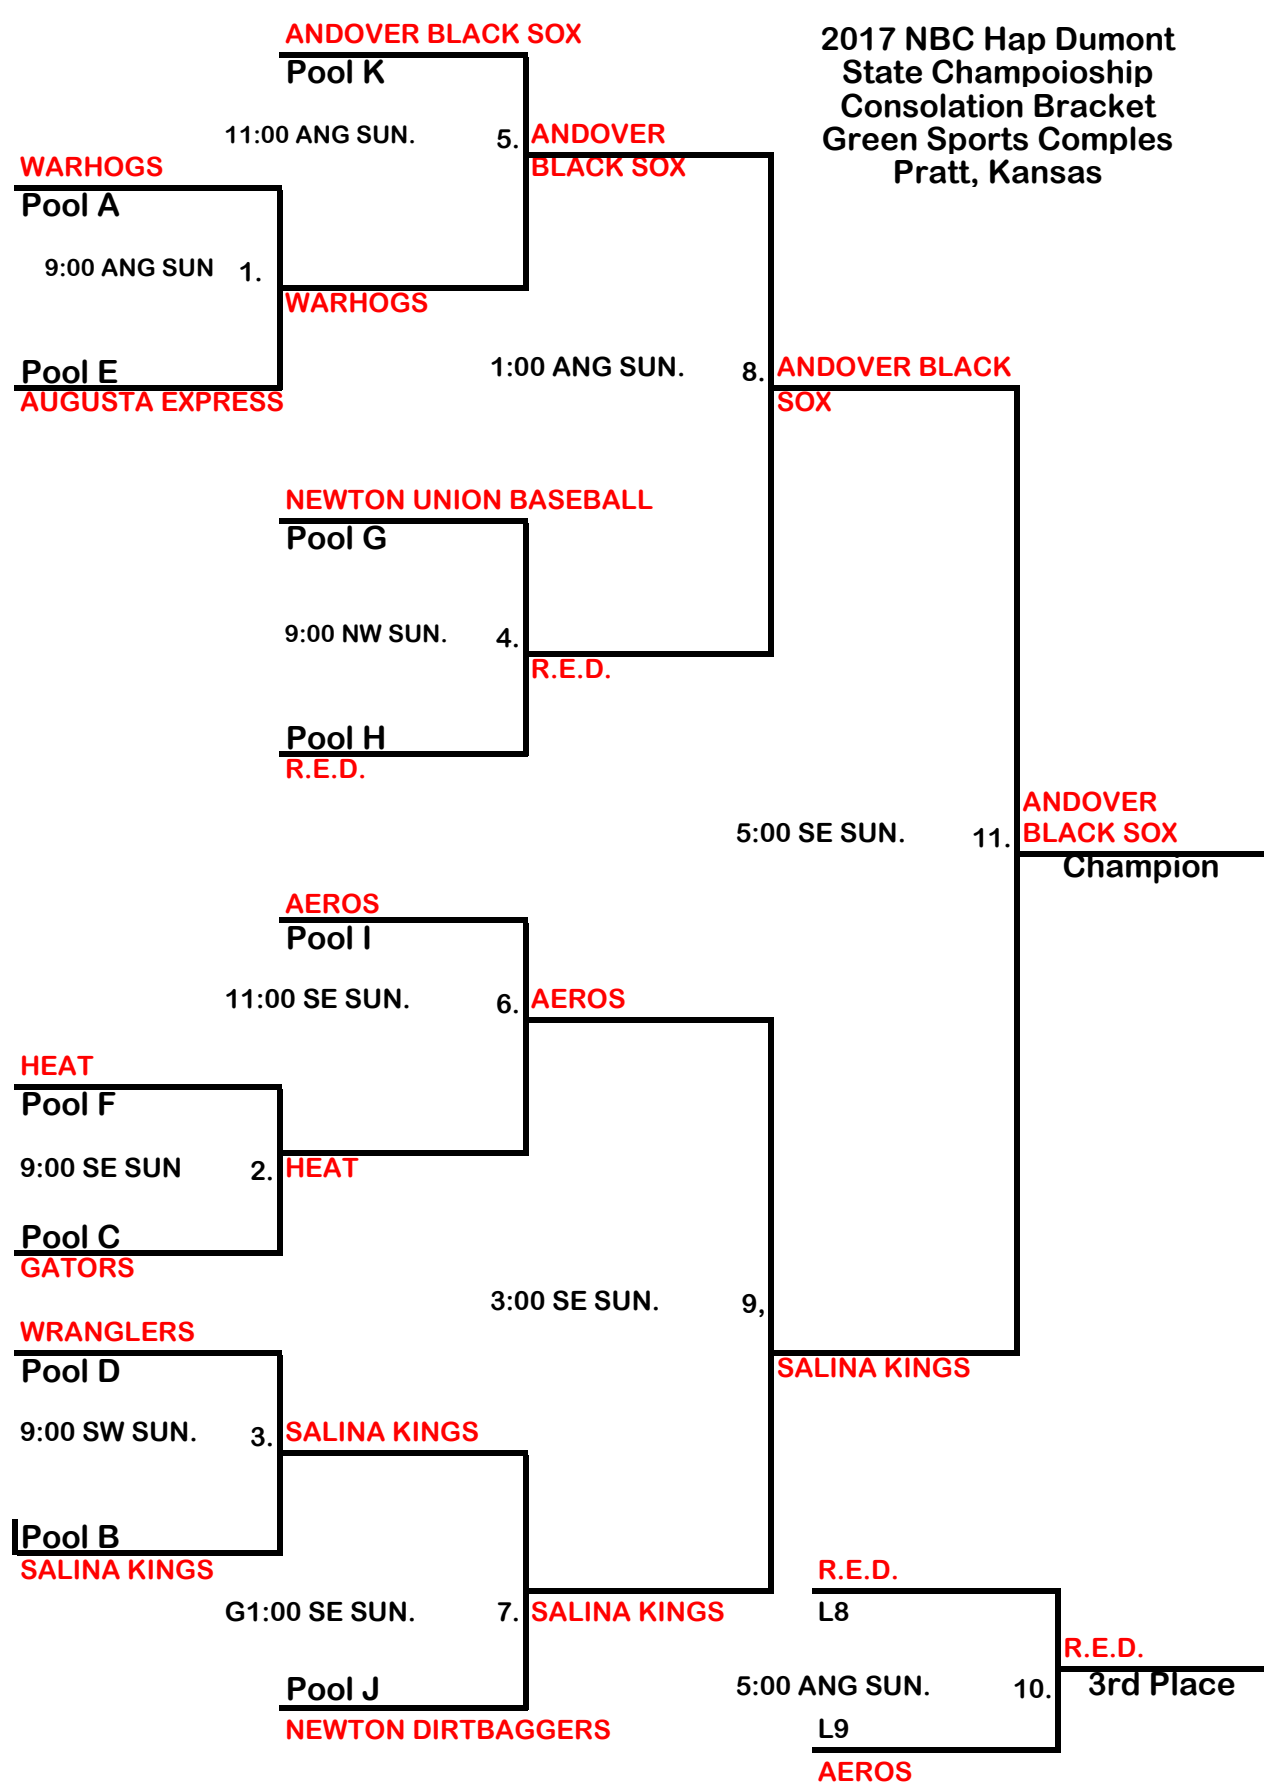 ANDOVER BLACK SOX
2017 NBC Hap Dumont
Pool K
State Champoioship
Consolation Bracket
11:00 ANG SUN.
5.
ANDOVER
Green Sports Comples
WARHOGS
BLACK SOX
Pratt, Kansas
Pool A
9:00 ANG SUN
1.
WARHOGS
Pool E
1:00 ANG SUN.
8.
ANDOVER BLACK
AUGUSTA EXPRESS
SOX
NEWTON UNION BASEBALL
Pool G
9:00 NW SUN.
4.
R.E.D.
Pool H
R.E.D.
ANDOVER
5:00 SE SUN.
11.
BLACK SOX
Champion
AEROS
Pool I
11:00 SE SUN.
6.
AEROS
HEAT
Pool F
9:00 SE SUN
2.
HEAT
Pool C
GATORS
3:00 SE SUN.
9,
WRANGLERS
Pool D
SALINA KINGS
9:00 SW SUN.
3.
SALINA KINGS
Pool B
SALINA KINGS
R.E.D.
G1:00 SE SUN.
7.
SALINA KINGS
L8
R.E.D.
Pool J
5:00 ANG SUN.
10.
3rd Place
NEWTON DIRTBAGGERS
L9
AEROS